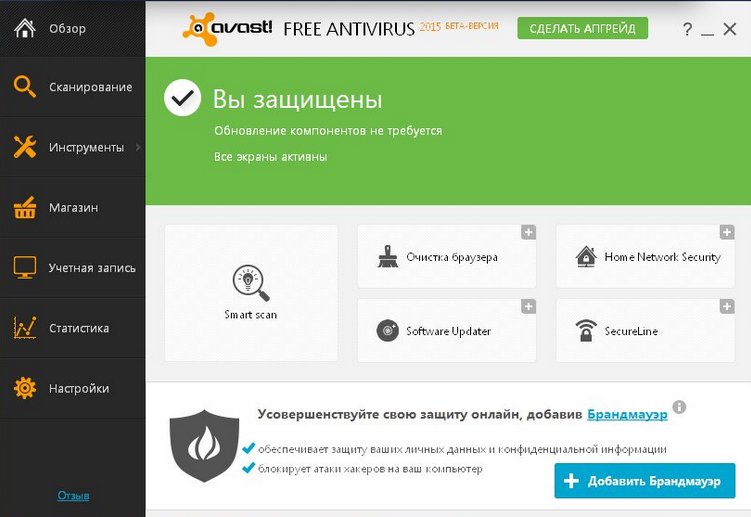 Обзор
Сканирование
Инструменты
Магазин
Учетная запись
Статистика
Настройки
Отзыв
avast! FREE ANTIVIRUS 2015 БЕТА-ВЕРСИЯ
СДЕЛАТЬ АПГРЕЙД
?
Вы защищены
Обновление компонентов не требуется
Все экраны активны
Smart scan
Очистка браузера
Home Network Security
Software Updater
SecureLine
Усовершенствуйте свою защиту онлайн, добавив Брандмауэр
обеспечивает защиту ваших личных данных и конфиденциальной информации
блокирует атаки хакеров на ваш компьютер
Добавить Брандмауэр